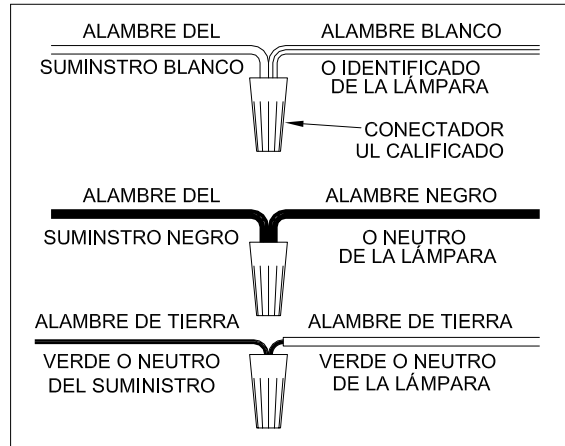 ALAMBRE DEL
SUMINSTRO BLANCO
ALAMBRE BLANCO
O IDENTIFICADO
DE LA LÁMPARA
CONECTADOR
UL CALIFICADO
ALAMBRE DEL
SUMINSTRO NEGRO
ALAMBRE NEGRO
O NEUTRO
DE LA LÁMPARA
ALAMBRE DE TIERRA
VERDE O NEUTRO
DEL SUMINISTRO
ALAMBRE DE TIERRA
VERDE O NEUTRO
DE LA LÁMPARA